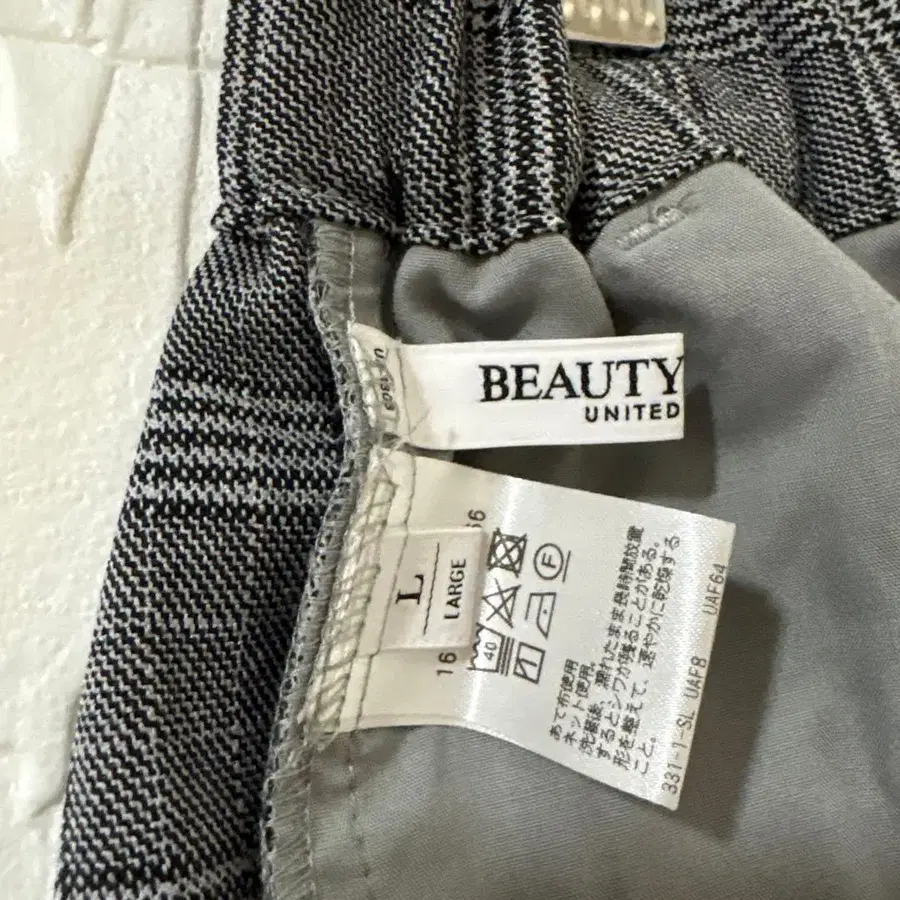 BEAUTY
UNITED
L
LARGE
16
66
40
F
あて布使用
ネット使用。
洗濯後、濡れたまま長時間放置
するとシワが残ることがある。
形を整えて、速やかに乾燥する
こと。
331-1-SL UAF8 UAF64